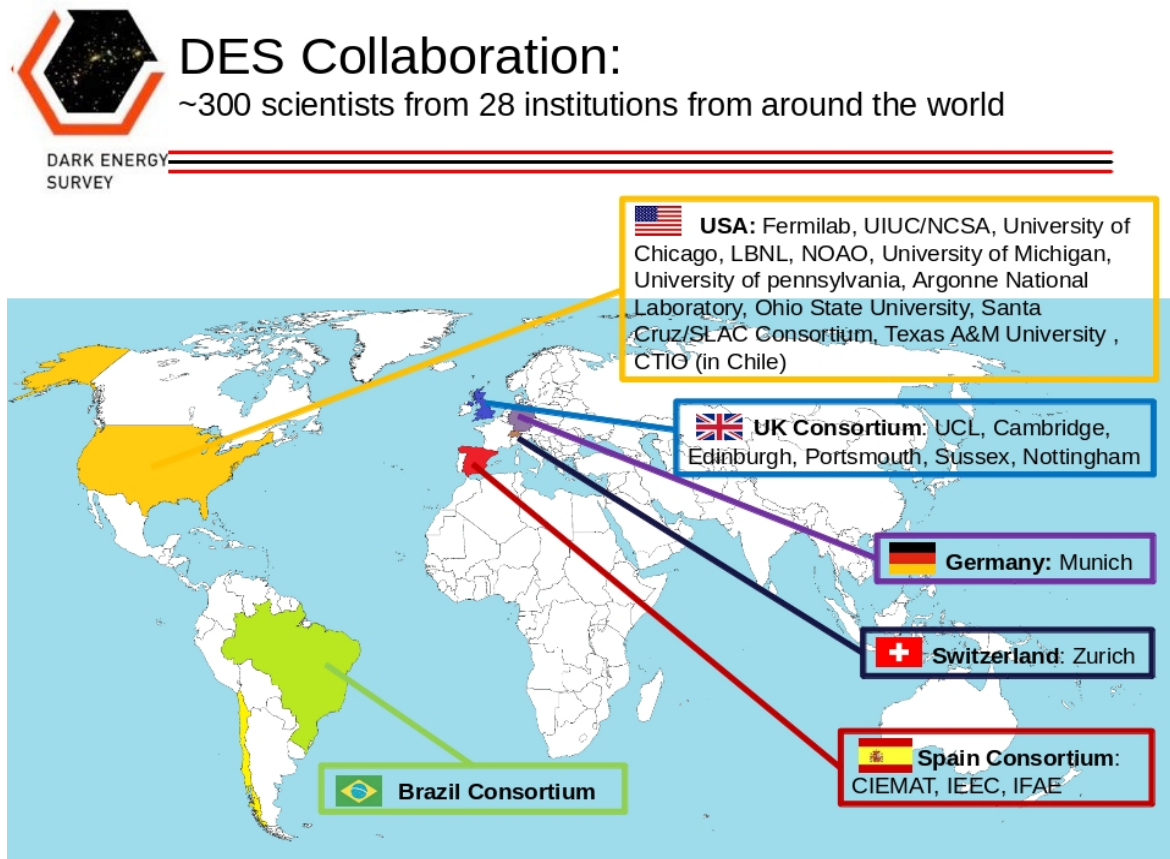 DES Collaboration:
~300 scientists from 28 institutions from around the world
DARK ENERGY
SURVEY
USA: Fermilab, UIUC/NCSA, University of
Chicago, LBNL, NOAO, University of Michigan,
University of pennsylvania, Argonne National
Laboratory, Ohio State University, Santa
Cruz/SLAC Consortium, Texas A&M University ,
CTIO (in Chile)
UK Consortium: UCL, Cambridge,
Edinburgh, Portsmouth, Sussex, Nottingham
Germany: Munich
Switzerland: Zurich
Spain Consortium:
CIEMAT, IEEC, IFAE
Brazil Consortium